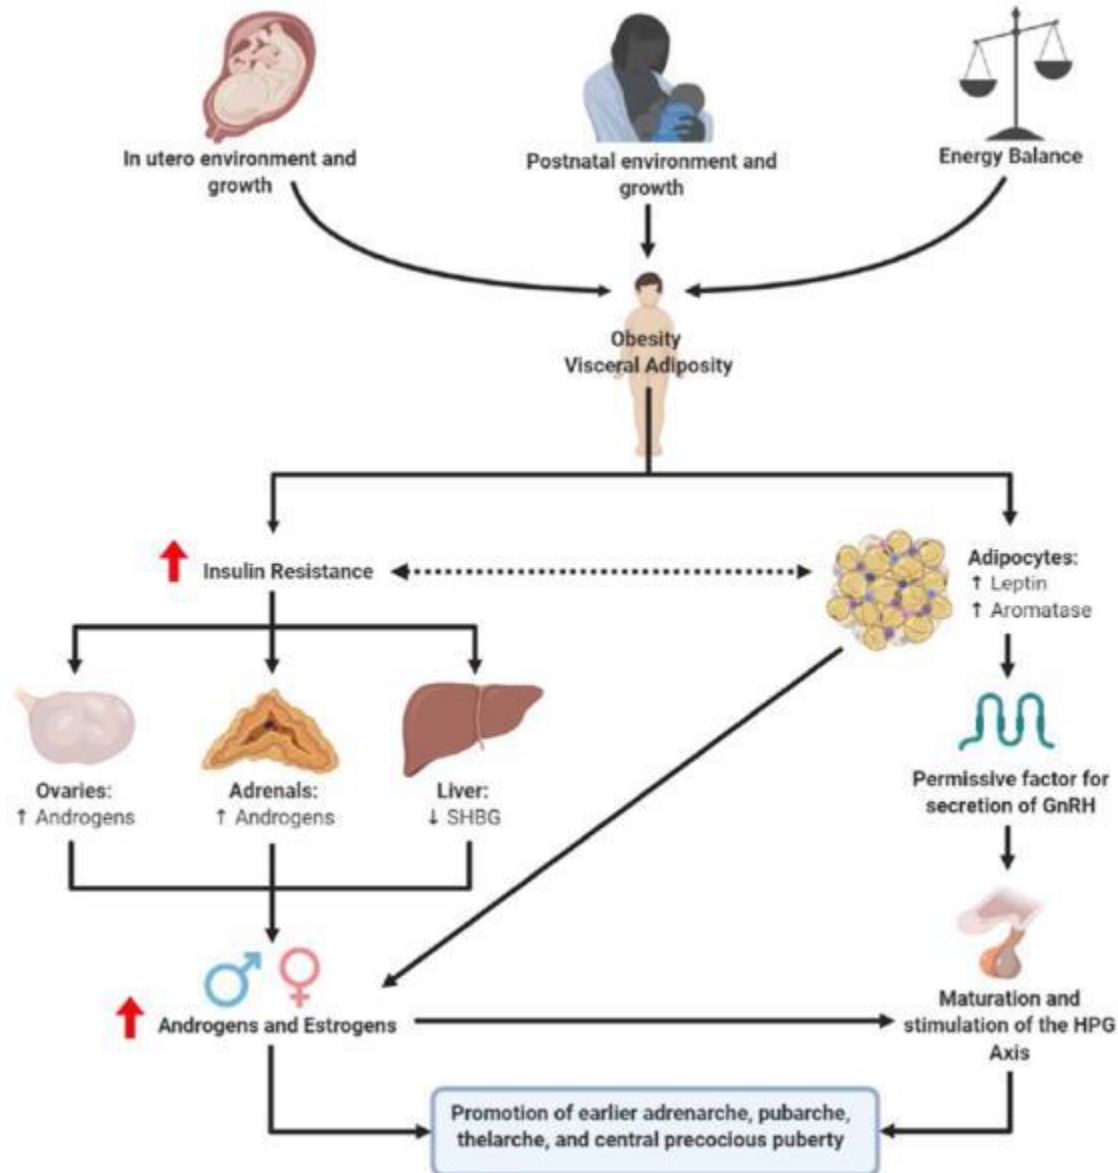 In utero environment and
growth
Postnatal environment and
growth
Energy Balance
Obesity
Visceral Adiposity
Insulin Resistance
Adipocytes:
↑ Leptin
↑ Aromatase
Ovaries:
↑ Androgens
Adrenals:
↑ Androgens
Liver:
↓ SHBG
Permissive factor for
secretion of GnRH
Androgens and Estrogens
Maturation and
stimulation of the HPG
Axis
Promotion of earlier adrenarche, pubarche,
thelarche, and central precocious puberty